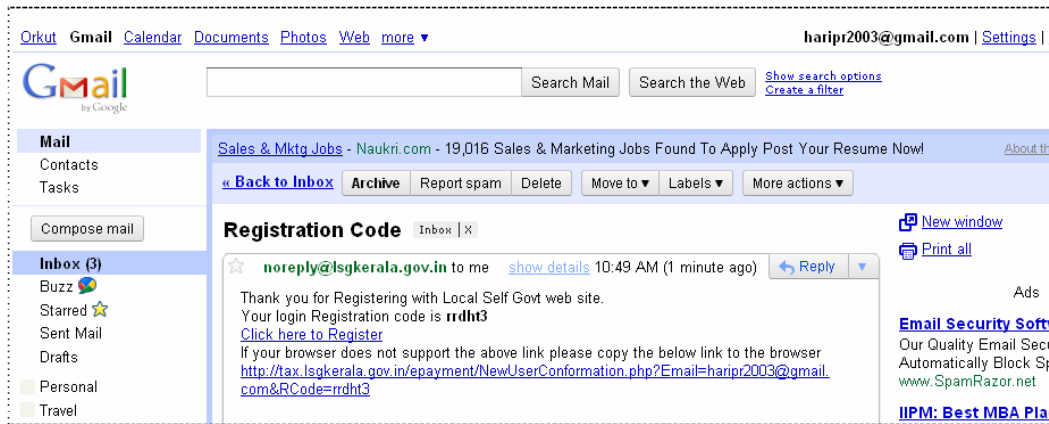 Orkut Gmail Calendar Documents Photos Web more ▼
haripr2003@gmail.com | Settings |
Gmail
by Google
Search Mail Search the Web
Show search options
Create a filter
Mail
Contacts
Tasks
Compose mail
Inbox (3)
Buzz
Starred
Sent Mail
Drafts
Personal
Travel
Sales & Mktg Jobs - Naukri.com - 19,016 Sales & Marketing Jobs Found To Apply Post Your Resume Now!
About th
« Back to Inbox Archive Report spam Delete Move to ▼ Labels ▼ More actions ▼
Registration Code Inbox | X
noreply@lsgkerala.gov.in to me show details 10:49 AM (1 minute ago) Reply ▼
Thank you for Registering with Local Self Govt web site.
Your login Registration code is rrdht3
Click here to Register
If your browser does not support the above link please copy the below link to the browser
http://tax.lsgkerala.gov.in/epayment/NewUserConformation.php?Email=haripr2003@gmail.
com&RCode=rrdht3
New window
Print all
Ads
Email Security Softw
Our Quality Email Secu
Automatically Block Sp
www.SpamRazor.net
IIPM: Best MBA Pla